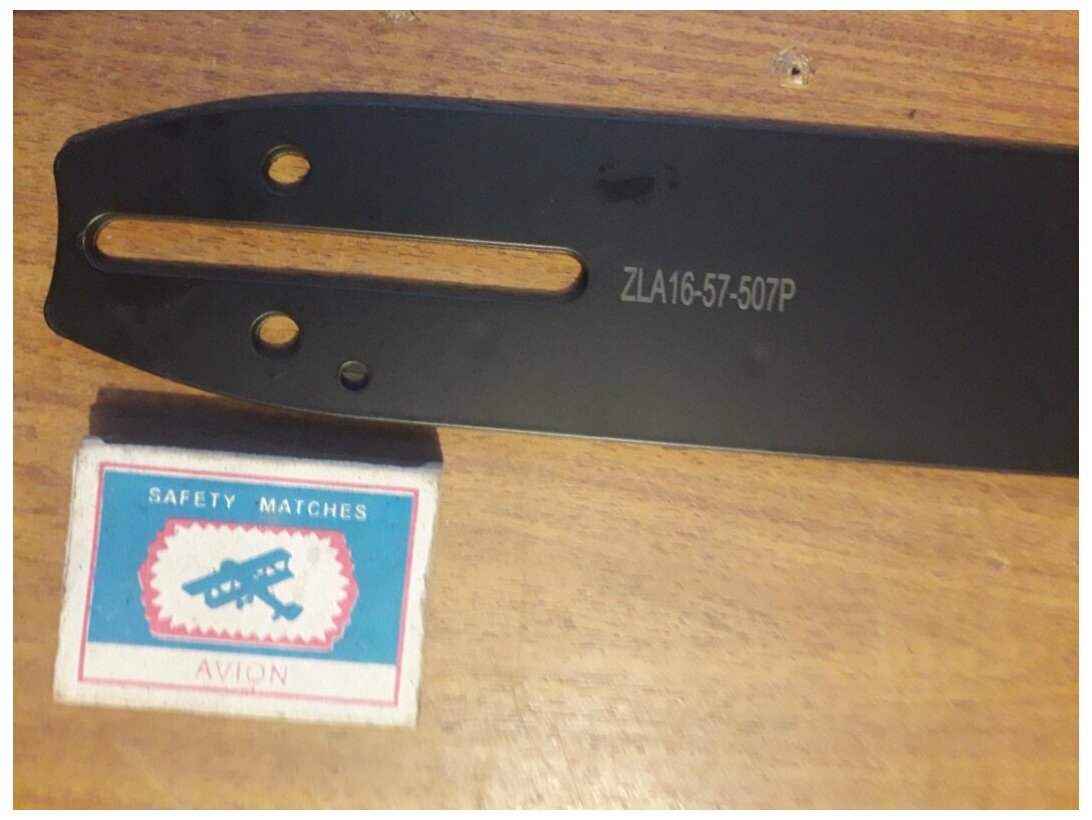 ZLA16-57-507P
SAFETY MATCHES
AVION